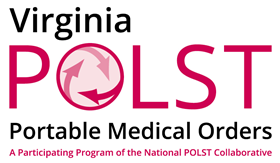 Virginia
POLST
Portable Medical Orders
A Participating Program of the National POLST Collaborative